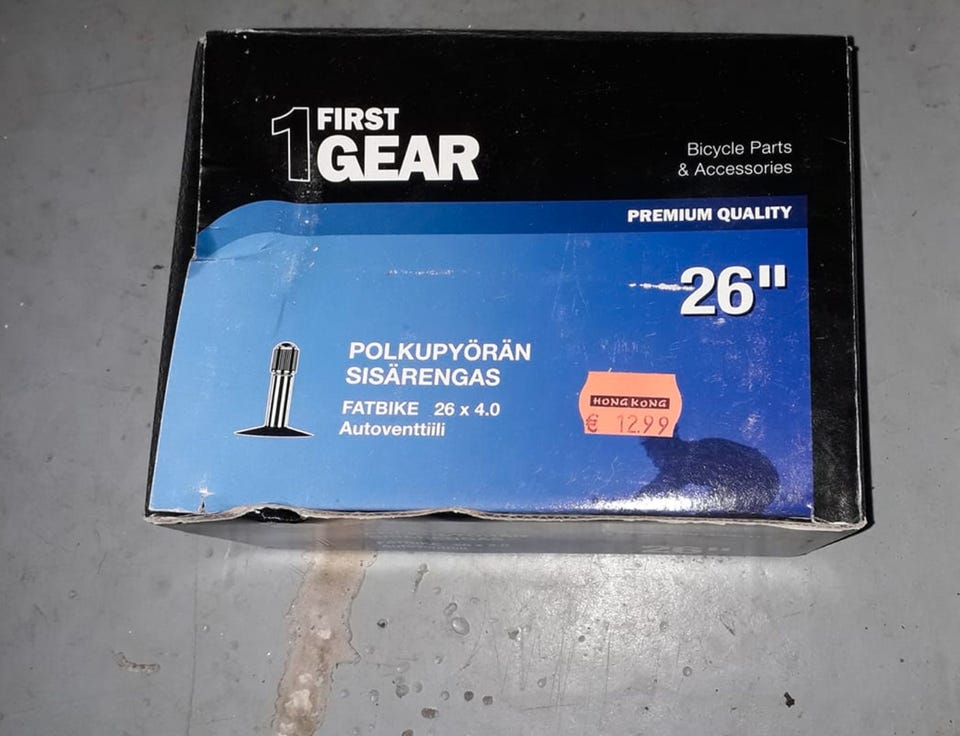 1 FIRST
GEAR
Bicycle Parts
& Accessories
PREMIUM QUALITY
26"
POLKUPYÖRÄN
SISÄRENGAS
FATBIKE 26 x 4.0
Autoventtiili
HONG KONG
€ 12.99
26"